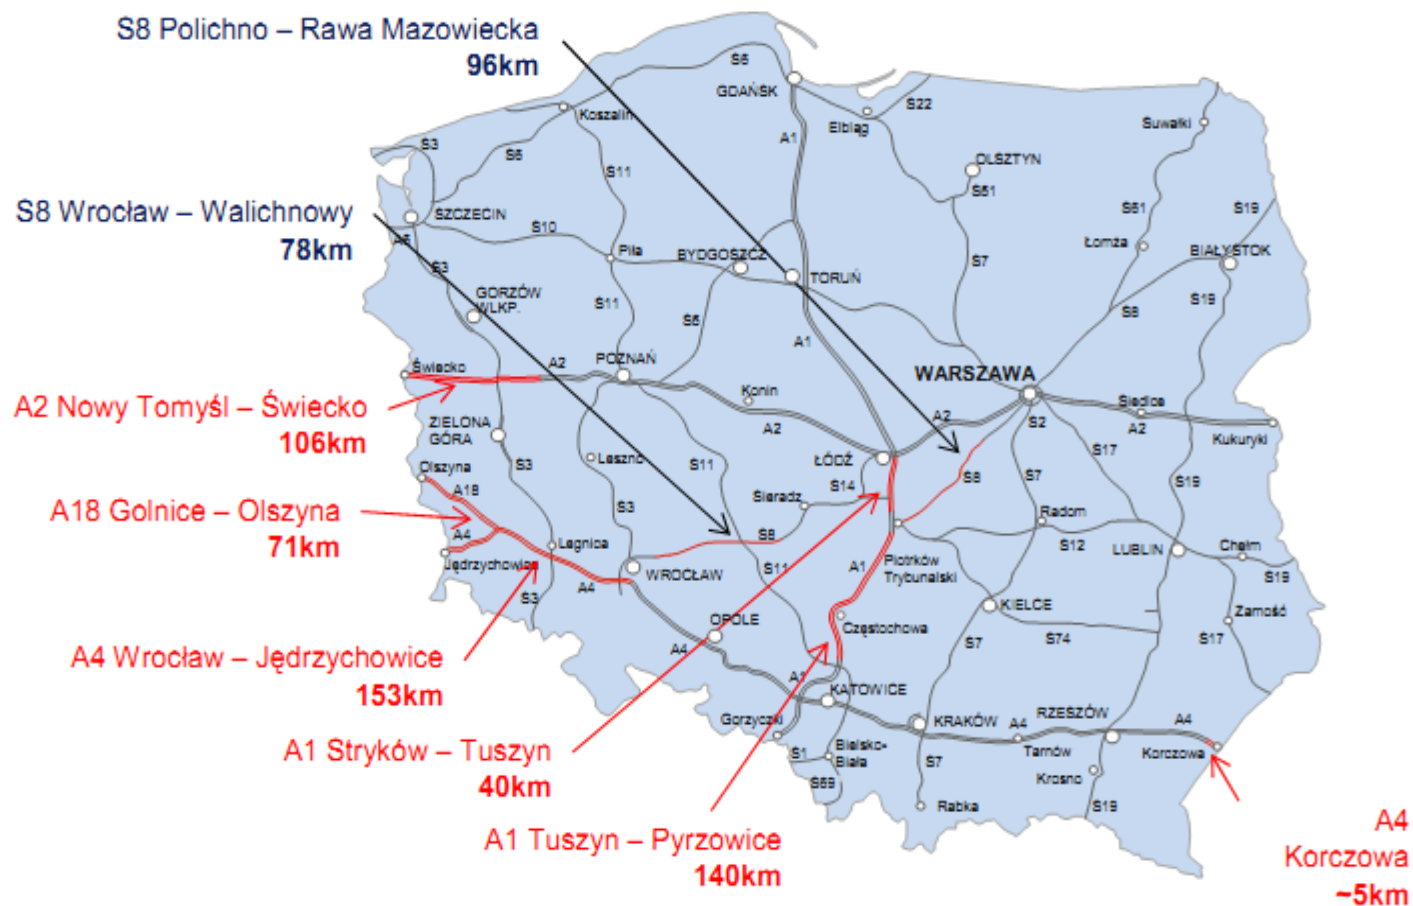 S8 Polichno – Rawa Mazowiecka
96km
S6
GDAŃSK
S22
Koszalin
Elbląg
Suwałki
A1
S3
S6
S11
OLSZTYN
S51
S8 Wrocław – Walichnowy
78km
SZCZECIN
S10
S61
S19
A6
S3
Piła
BYDGOSZCZ
TORUŃ
S7
Łomża
BIAŁYSTOK
GORZÓW
WLKP.
S11
S5
A1
S8
S19
Świecko
A2
POZNAŃ
WARSZAWA
A2 Nowy Tomyśl – Świecko
106km
Konin
A2
A2
S2
Siedlce
A2
Kukuryki
ZIELONA
GÓRA
Olszyna
S3
Leszno
S11
ŁÓDŹ
S14
S8
S7
S17
S19
A18
Sieradz
A18 Golnice – Olszyna
71km
A4
Jędrzychowice
Legnica
S3
S8
S11
WROCŁAW
A4
S3
Piotrków
Trybunalski
A1
Radom
S12
LUBLIN
Chełm
S19
Zamość
S17
KIELCE
S74
S7
Częstochowa
OPOLE
A4
A4 Wrocław – Jędrzychowice
153km
A1
KATOWICE
Gorzyczki
KRAKÓW
A4
Tarnów
RZESZÓW
A4
Korczowa
Krosno
S19
A1 Stryków – Tuszyn
40km
S1
Bielsko-
Biała
S69
S7
Rabka
A1 Tuszyn – Pyrzowice
140km
A4
Korczowa
~5km